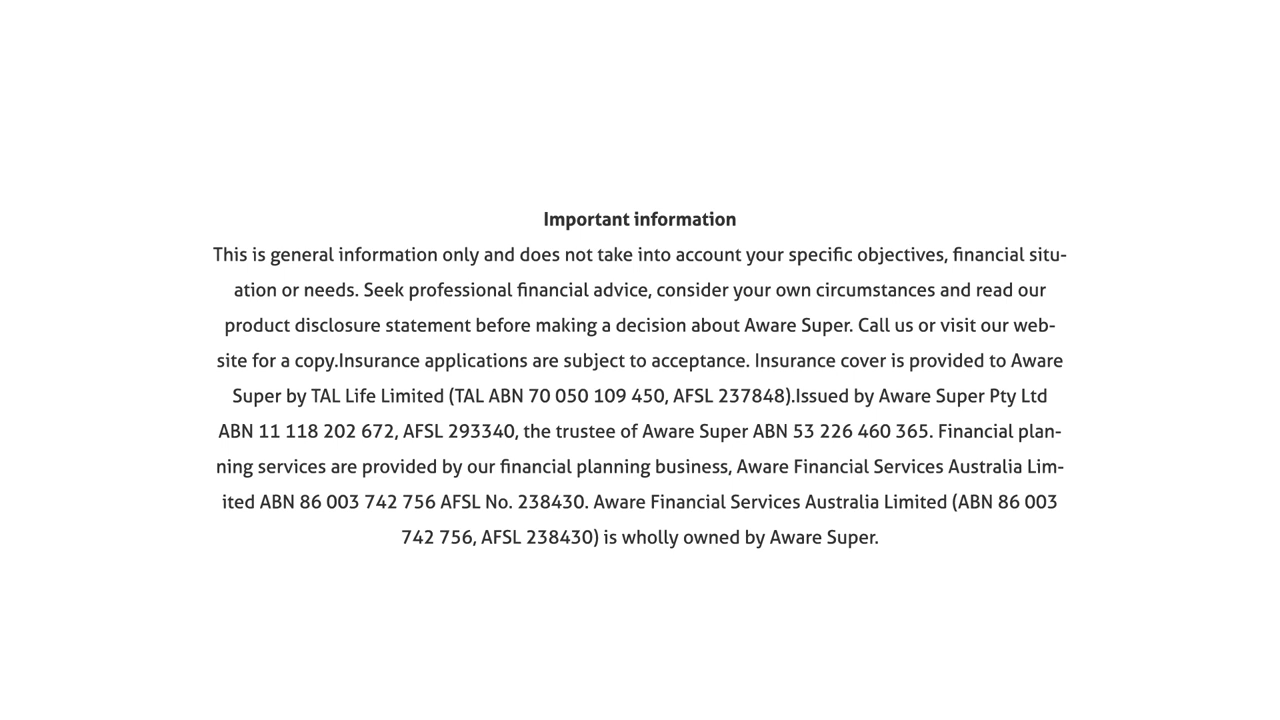 Important information
This is general information only and does not take into account your specific objectives, financial situ-
ation or needs. Seek professional financial advice, consider your own circumstances and read our
product disclosure statement before making a decision about Aware Super. Call us or visit our web-
site for a copy.Insurance applications are subject to acceptance. Insurance cover is provided to Aware
Super by TAL Life Limited (TAL ABN 70 050 109 450, AFSL 237848).Issued by Aware Super Pty Ltd
ABN 11 118 202 672, AFSL 293340, the trustee of Aware Super ABN 53 226 460 365. Financial plan-
ning services are provided by our financial planning business, Aware Financial Services Australia Lim-
ited ABN 86 003 742 756 AFSL No. 238430. Aware Financial Services Australia Limited (ABN 86 003
742 756, AFSL 238430) is wholly owned by Aware Super.